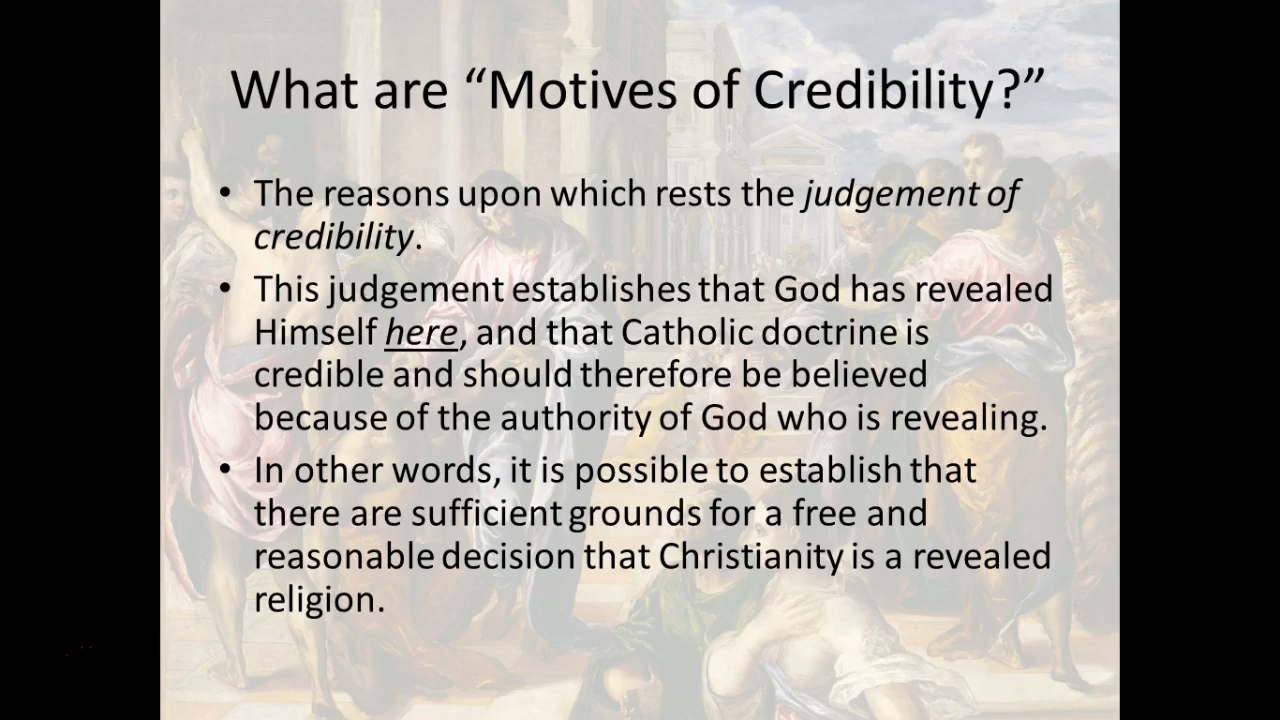 What are “Motives of Credibility?”
• The reasons upon which rests the judgement of
credibility.
• This judgement establishes that God has revealed
Himself here, and that Catholic doctrine is
credible and should therefore be believed
because of the authority of God who is revealing.
• In other words, it is possible to establish that
there are sufficient grounds for a free and
reasonable decision that Christianity is a revealed
religion.